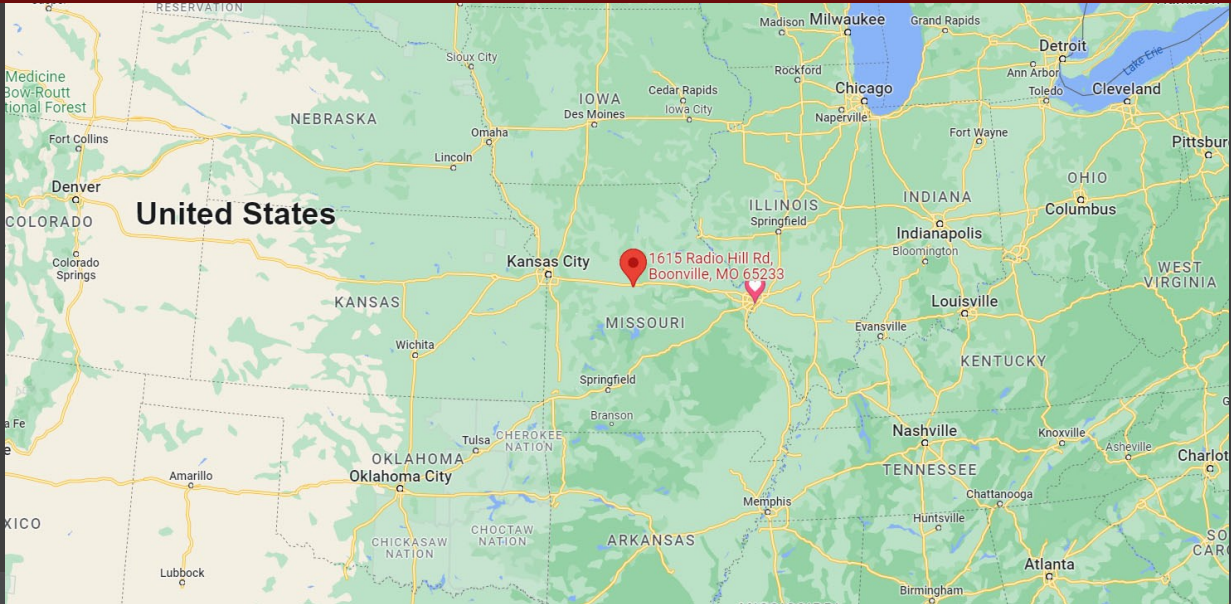 RESERVATION
Madison
Milwaukee
Grand Rapids
Detroit
Lake Erie
Sioux City
Rockford
Ann Arbor
Medicine
Bow-Routt
tional Forest
Cedar Rapids
Chicago
Toledo
Cleveland
IOWA
Des Moines
Iowa City
Naperville
NEBRASKA
Fort Collins
Omaha
Fort Wayne
Pittsbur
Lincoln
Denver
OHIO
Columbus
COLORADO
United States
ILLINOIS
Springfield
INDIANA
Indianapolis
Bloomington
Colorado
Springs
Kansas City
1615 Radio Hill Rd,
Boonville, MO 65233
WEST
VIRGINIA
KANSAS
MISSOURI
Louisville
Evansville
Wichita
KENTUCKY
Springfield
Branson
a Fe
e
Nashville
Knoxville
Tulsa
CHEROKEE
NATION
Asheville
OKLAHOMA
Oklahoma City
TENNESSEE
Charlot
Amarillo
Memphis
Chattanooga
XICO
CHOCTAW
NATION
Huntsville
CHICKASAW
NATION
ARKANSAS
SO
CARO
Lubbock
Atlanta
Birmingham